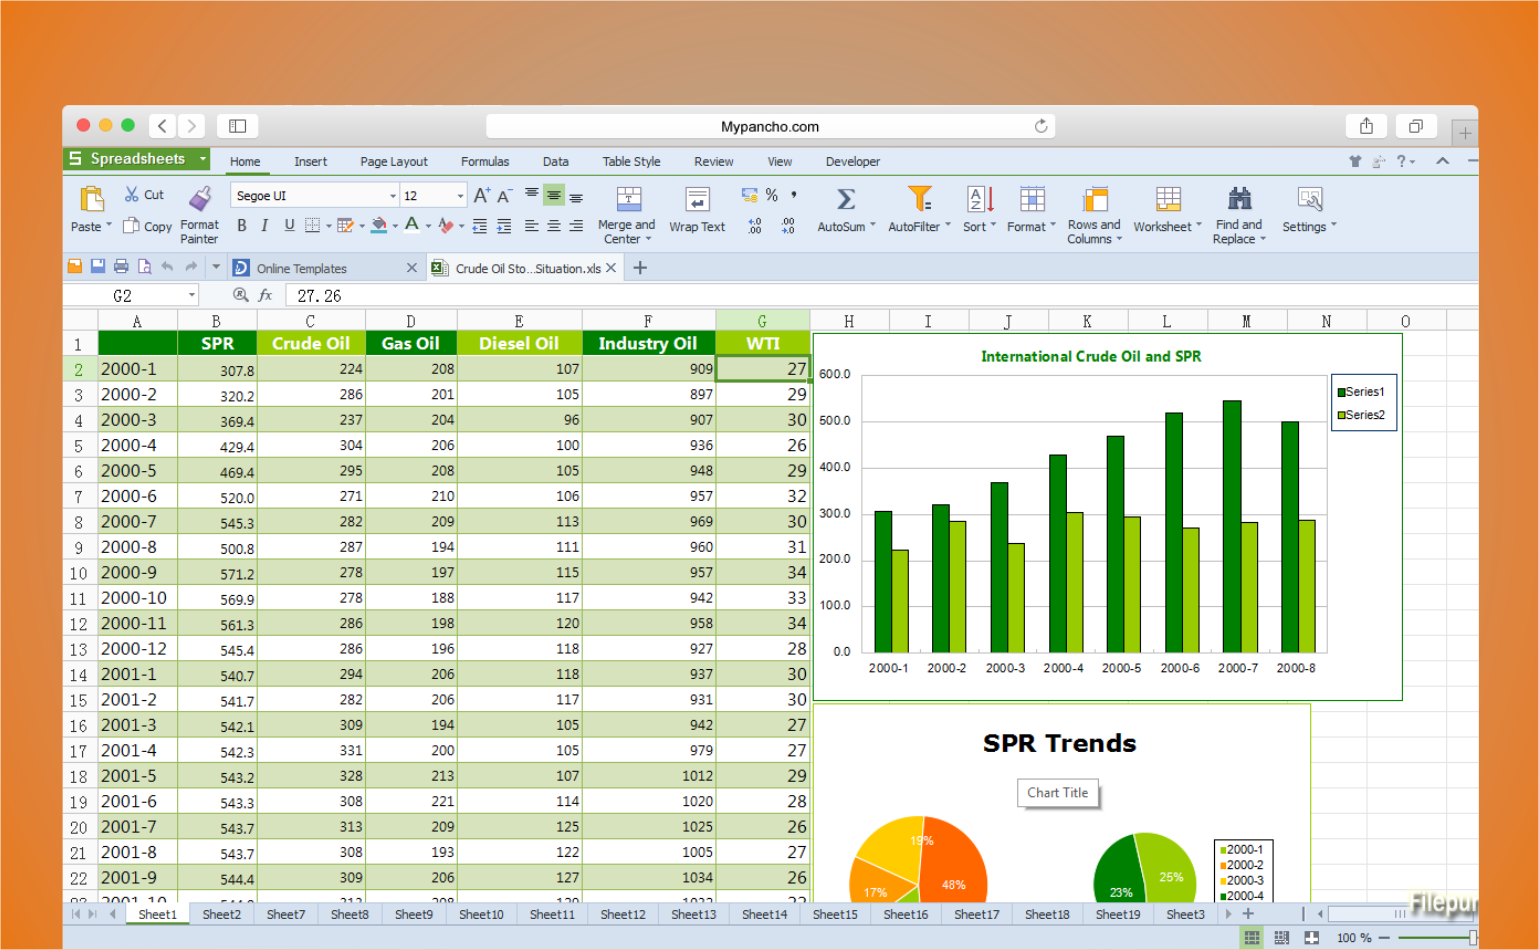 Mypancho.com
S Spreadsheets Home Insert Page Layout Formulas Data Table Style Review View Developer ?
Cut Segoe UI 12 A+ A- %
Paste Copy Format Painter B I U A Merge and Center Wrap Text AutoSum AutoFilter Sort Format Rows and Columns Worksheet Find and Replace Settings
Online Templates Crude Oil Sto...Situation.xls
G2 fx 27.26
A B C D E F G H I J K L M N O
1 SPR Crude Oil Gas Oil Diesel Oil Industry Oil WTI
2 2000-1 307.8 224 208 107 909 27
3 2000-2 320.2 286 201 105 897 29
4 2000-3 369.4 237 204 96 907 30
5 2000-4 429.4 304 206 100 936 26
6 2000-5 469.4 295 208 105 948 29
7 2000-6 520.0 271 210 106 957 32
8 2000-7 545.3 282 209 113 969 30
9 2000-8 500.8 287 194 111 960 31
10 2000-9 571.2 278 197 115 957 34
11 2000-10 569.9 278 188 117 942 33
12 2000-11 561.3 286 198 120 958 34
13 2000-12 545.4 286 196 118 927 28
14 2001-1 540.7 294 206 118 937 30
15 2001-2 541.7 282 206 117 931 30
16 2001-3 542.1 309 194 105 942 27
17 2001-4 542.3 331 200 105 979 27
18 2001-5 543.2 328 213 107 1012 29
19 2001-6 543.3 308 221 114 1020 28
20 2001-7 543.7 313 209 125 1025 26
21 2001-8 543.7 308 193 122 1005 27
22 2001-9 544.4 309 206 127 1034 26
International Crude Oil and SPR
600.0
500.0
400.0
300.0
200.0
100.0
0.0
2000-1 2000-2 2000-3 2000-4 2000-5 2000-6 2000-7 2000-8
Series1
Series2
SPR Trends
Chart Title
19%
48%
17%
25%
23%
2000-1
2000-2
2000-3
2000-4
Sheet1 Sheet2 Sheet7 Sheet8 Sheet9 Sheet10 Sheet11 Sheet12 Sheet13 Sheet14 Sheet15 Sheet16 Sheet17 Sheet18 Sheet19 Sheet3
100 %